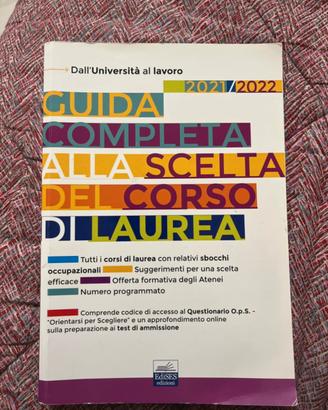 Dall'Università al lavoro
2021/2022
GUIDA
COMPLETA
ALLA SCELTA
DEL CORSO
DI LAUREA
Tutti i corsi di laurea con relativi sbocchi
occupazionali Suggerimenti per una scelta
efficace Offerta formativa degli Atenei
Numero programmato
Comprende codice di accesso al Questionario O.p.S. -
"Orientarsi per Scegliere" e un approfondimento online
sulla preparazione ai test di ammissione
EdiSES
edizioni